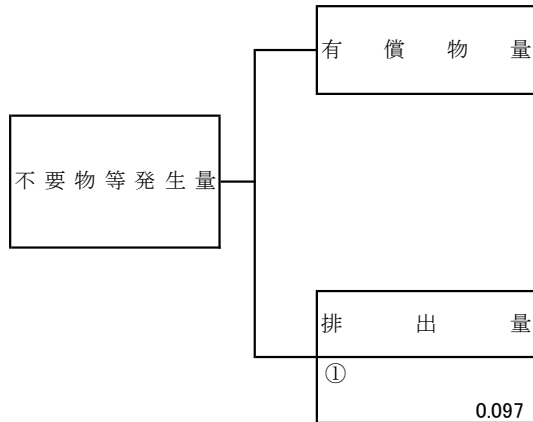 有償物量
不要物等発生量
排出量
①
0.097